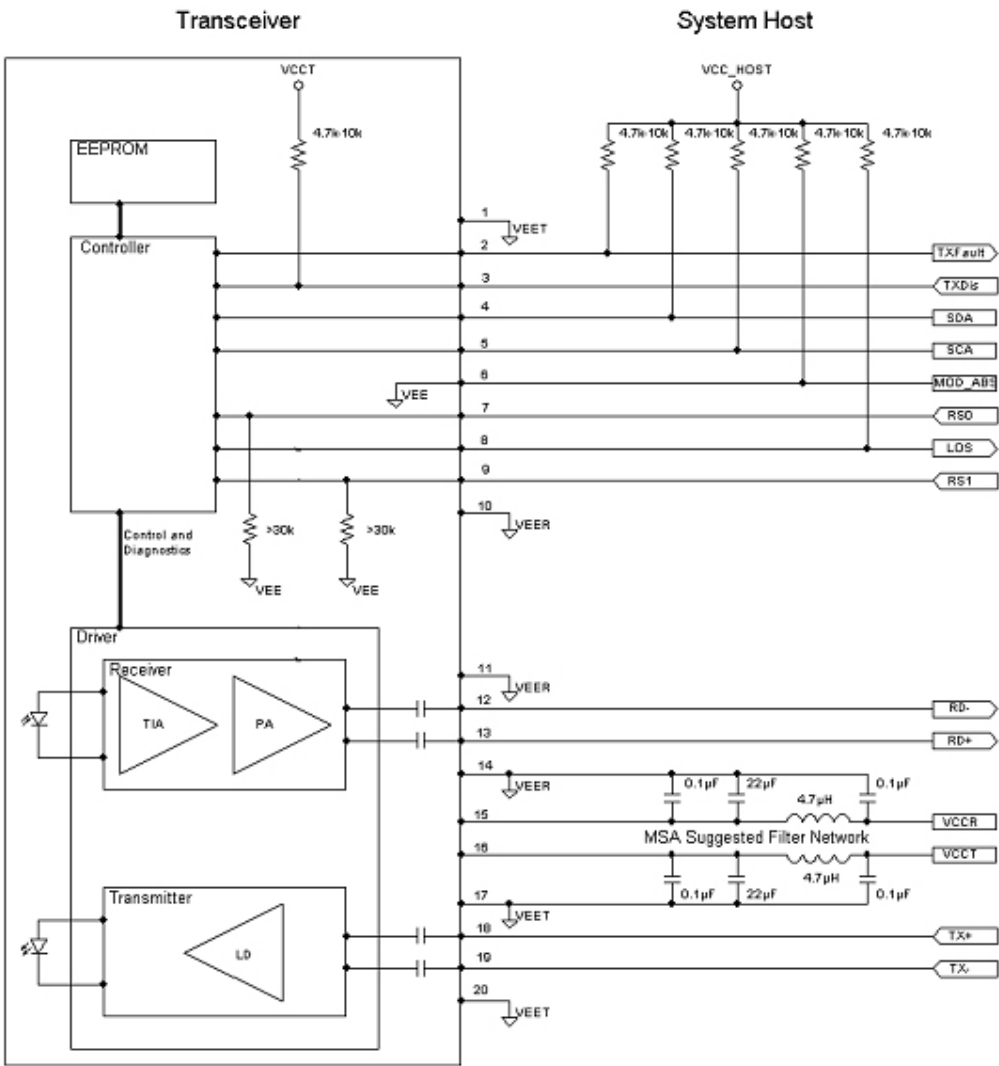 Transceiver System Host
VCCT
VCC_HOST
4.7k-10k
4.7k-10k 4.7k-10k 4.7k-10k 4.7k-10k 4.7k-10k
EEPROM
Controller
1
VEET
2
TXFault
3
TXDis
4
SDA
5
SCA
6
VEE
MOD_ABS
7
RS0
8
LOS
9
RS1
10
VEER
Control and
Diagnostics
>30k >30k
VEE VEE
Driver
Receiver
TIA PA
11
VEER
12
RD-
13
RD+
14
VEER
0.1µF 22µF 4.7µH 0.1µF
15
VCCR
MSA Suggested Filter Network
16
VCCT
0.1µF 22µF 4.7µH 0.1µF
17
VEET
Transmitter
LD
18
TX+
19
TX-
20
VEET